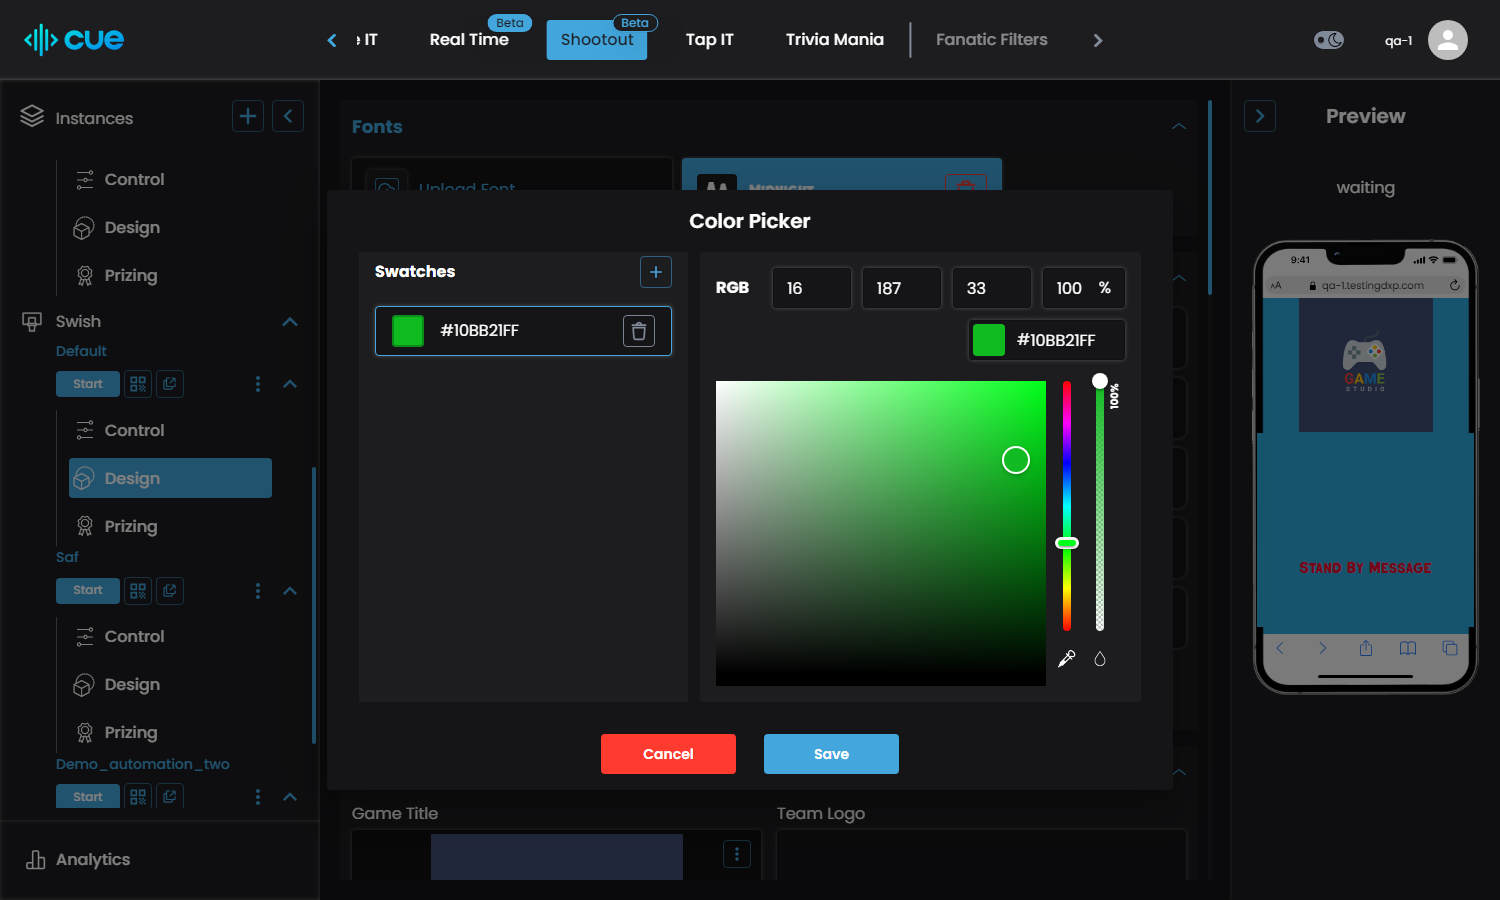 cue
e IT
Real Time
Beta
Shootout
Beta
Tap IT
Trivia Mania
Fanatic Filters
qa-1
Instances
Control
Design
Prizing
Swish
Default
Start
Control
Design
Prizing
Saf
Start
Control
Design
Prizing
Demo_automation_two
Start
Analytics
Fonts
Upload Font
Midnight
Color Picker
Swatches
#10BB21FF
RGB
16
187
33
100 %
#10BB21FF
100%
Cancel
Save
Game Title
Team Logo
Preview
waiting
9:41
AA
qa-1.testingdxp.com
GAME
STUDIO
Stand By Message